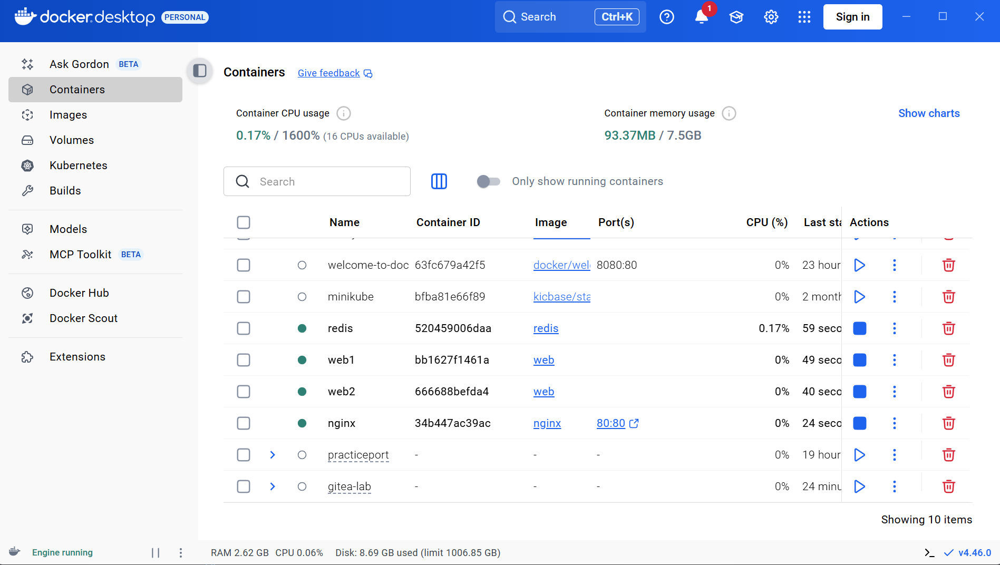 docker desktop PERSONAL
Search Ctrl+K
1
Sign in
Ask Gordon BETA
Containers
Images
Volumes
Kubernetes
Builds
Models
MCP Toolkit BETA
Docker Hub
Docker Scout
Extensions
Containers Give feedback
Container CPU usage
0.17% / 1600% (16 CPUs available)
Container memory usage
93.37MB / 7.5GB
Show charts
Search
Only show running containers
Name Container ID Image Port(s) CPU (%) Last sta Actions
welcome-to-doc 63fc679a42f5 docker/wel 8080:80 0% 23 hour
minikube bfba81e66f89 kicbase/sta 0% 2 month
redis 520459006daa redis 0.17% 59 seco
web1 bb1627f1461a web 0% 49 seco
web2 666688befda4 web 0% 40 seco
nginx 34b447ac39ac nginx 80:80 0% 24 seco
practiceport - - - 0% 19 hour
gitea-lab - - - 0% 24 minu
Showing 10 items
Engine running
RAM 2.62 GB CPU 0.06% Disk: 8.69 GB used (limit 1006.85 GB)
v4.46.0